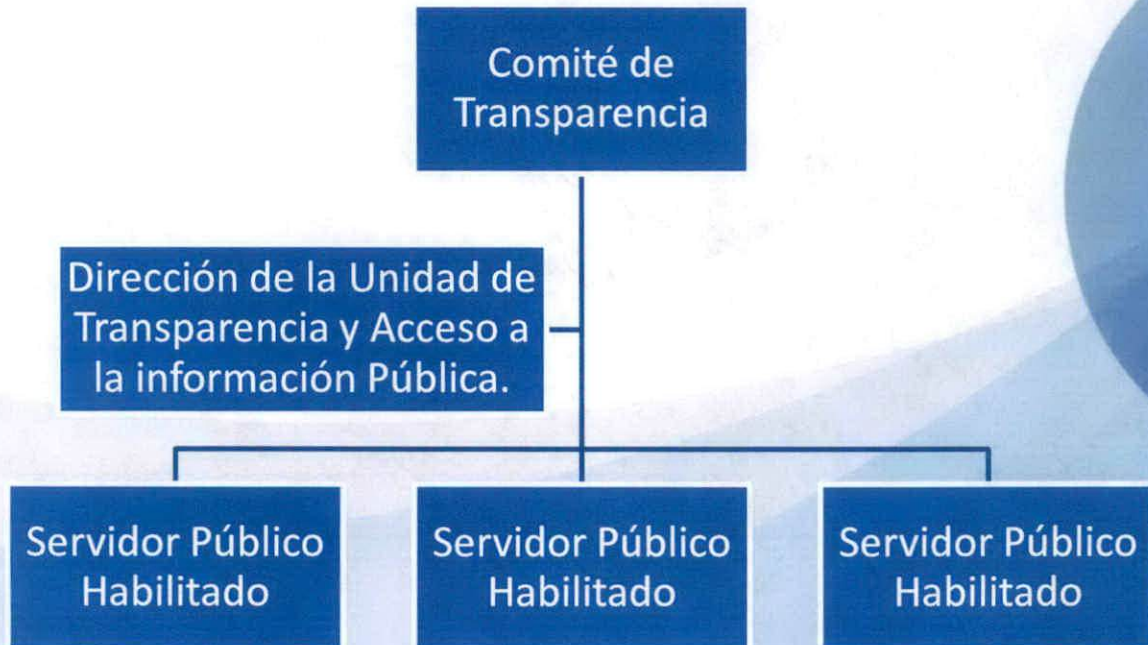 Comité de
Transparencia
Dirección de la Unidad de
Transparencia y Acceso a
la información Pública.
Servidor Público
Habilitado
Servidor Público
Habilitado
Servidor Público
Habilitado